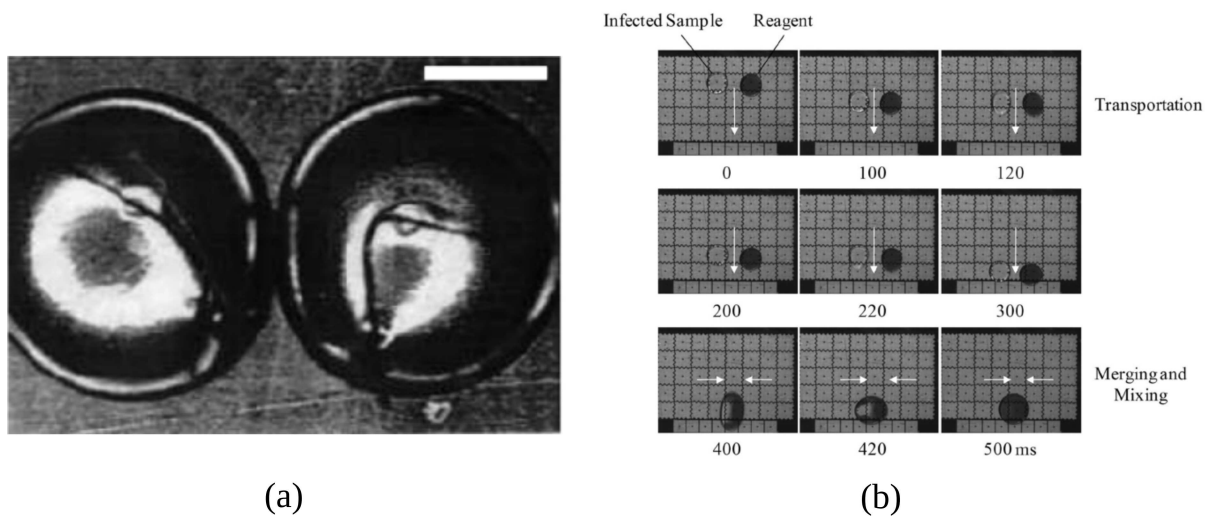 Infected Sample
Reagent
Transportation
0
100
120
200
220
300
Merging and
Mixing
400
420
500 ms
(a)
(b)